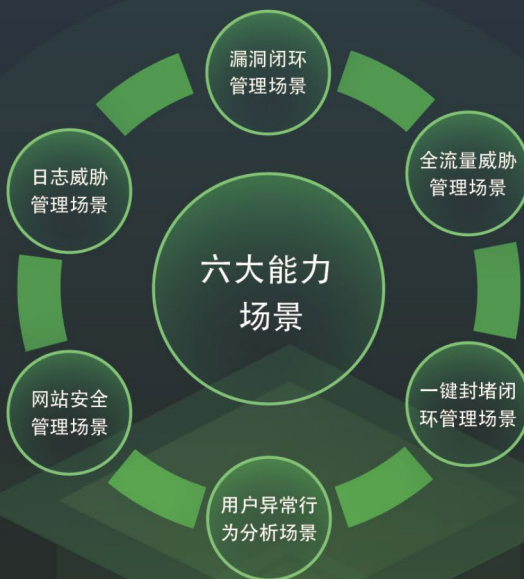 漏洞闭环
管理场景
全流量威胁
管理场景
一键封堵闭
环管理场景
用户异常行
为分析场景
网站安全
管理场景
日志威胁
管理场景
六大能力
场景